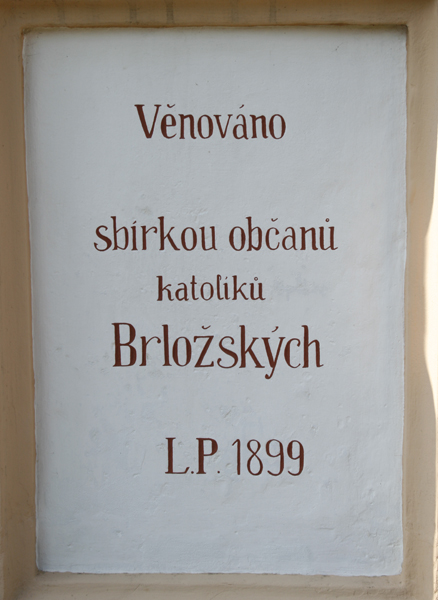 Věnováno
sbírkou občanů
katolíků
Brložských
L.P. 1899